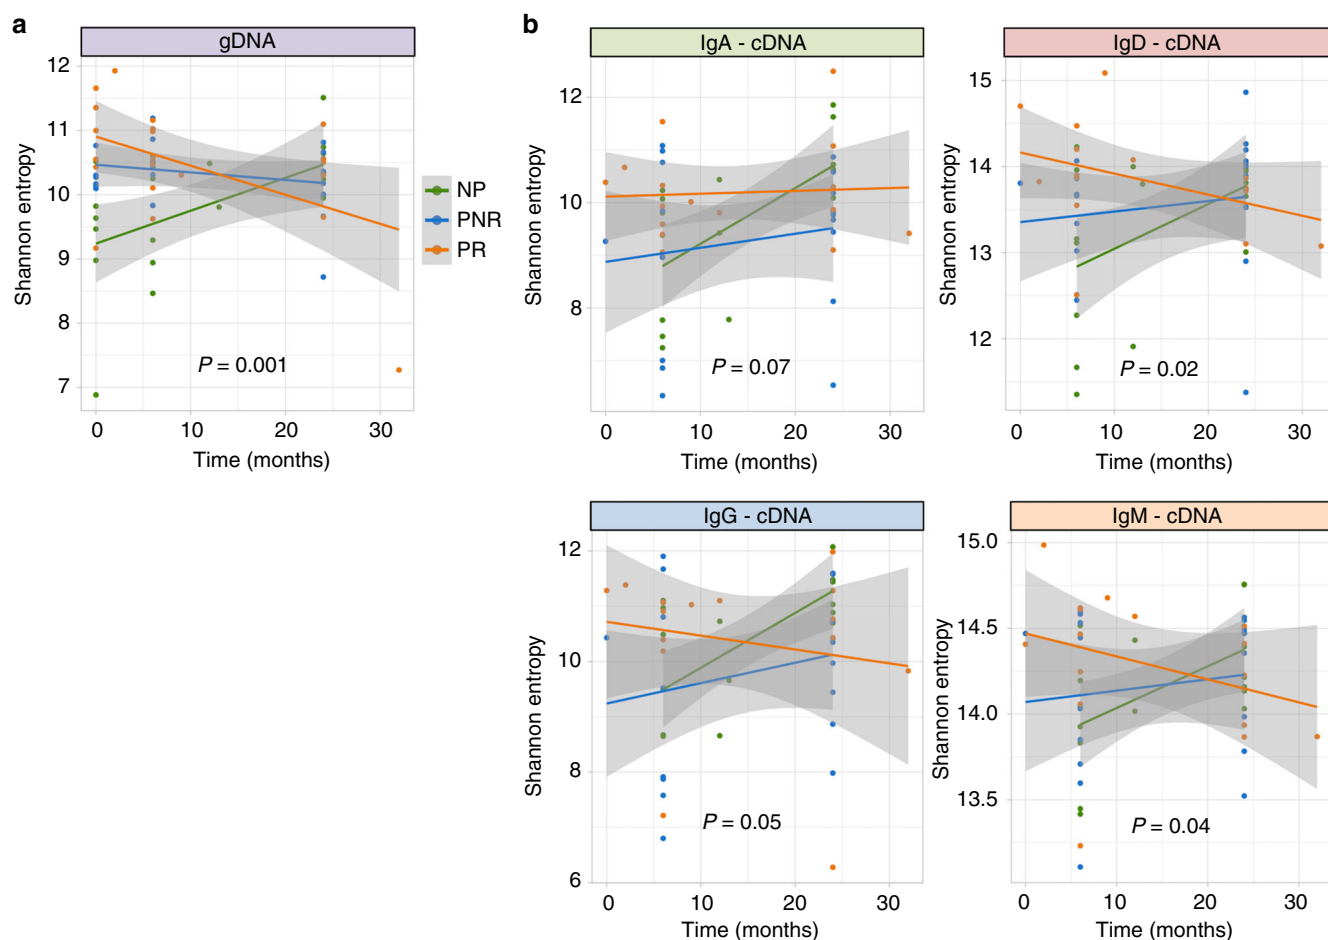 a
gDNA
12
11
10
9
8
7
Shannon entropy
P = 0.001
0 10 20 30
Time (months)
NP
PNR
PR
b
IgA - cDNA
12
10
8
Shannon entropy
P = 0.07
0 10 20 30
Time (months)
IgD - cDNA
15
14
13
12
Shannon entropy
P = 0.02
0 10 20 30
Time (months)
IgG - cDNA
12
10
8
6
Shannon entropy
P = 0.05
0 10 20 30
Time (months)
IgM - cDNA
15.0
14.5
14.0
13.5
Shannon entropy
P = 0.04
0 10 20 30
Time (months)